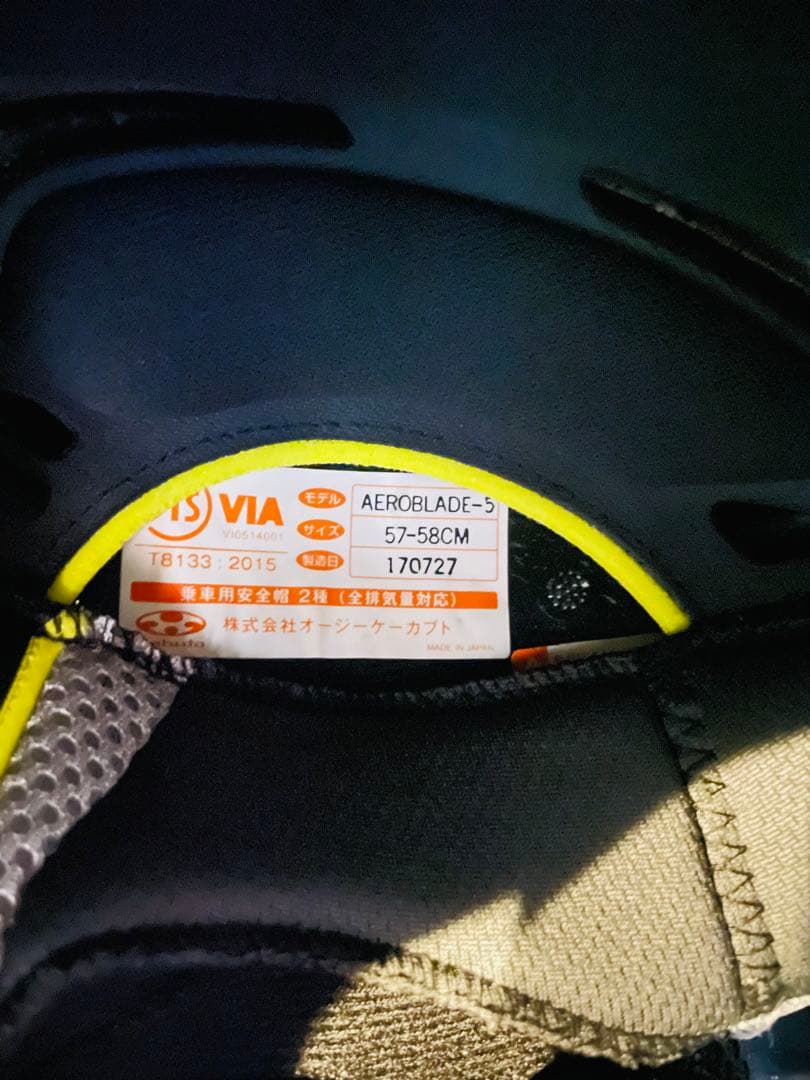 JIS VIA
VI0514001
T8133:2015
モデル AEROBLADE-5
サイズ 57-58CM
製造日 170727
乗車用安全帽 2種 (全排気量対応)
Kabuto
株式会社オージーケーカブト
MADE IN JAPAN